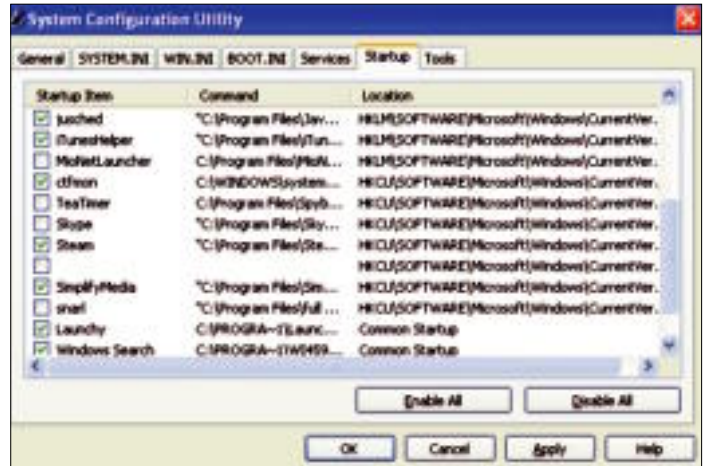 System Configuration Utility
General SYSTEM.INI WIN.INI BOOT.INI Services Startup Tools
Startup Item Command Location
jusched "C:\Program Files\Jav... HKLM\SOFTWARE\Microsoft\Windows\CurrentVer.
iTunesHelper "C:\Program Files\iTun... HKLM\SOFTWARE\Microsoft\Windows\CurrentVer.
MoNetLauncher C:\Program Files\MoN... HKLM\SOFTWARE\Microsoft\Windows\CurrentVer.
ctfmon C:\WINDOWS\system... HKCU\SOFTWARE\Microsoft\Windows\CurrentVer.
TeaTimer C:\Program Files\Spyb... HKCU\SOFTWARE\Microsoft\Windows\CurrentVer.
Skype "C:\Program Files\Sky... HKCU\SOFTWARE\Microsoft\Windows\CurrentVer.
Steam "C:\Program Files\Ste... HKCU\SOFTWARE\Microsoft\Windows\CurrentVer.
HKCU\SOFTWARE\Microsoft\Windows\CurrentVer.
SimplifyMedia "C:\Program Files\Sim... HKCU\SOFTWARE\Microsoft\Windows\CurrentVer.
snarl "C:\Program Files\full ... HKCU\SOFTWARE\Microsoft\Windows\CurrentVer.
Launchy C:\PROGRA~1\Launc... Common Startup
Windows Search Common Startup
Enable All Disable All
OK Cancel Apply Help